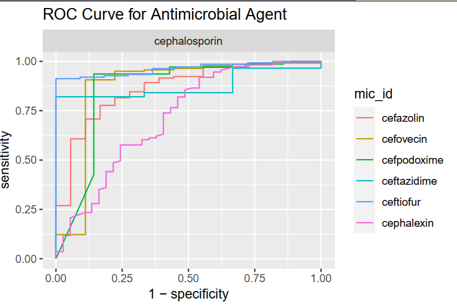 ROC Curve for Antimicrobial Agent
cephalosporin
1.00
0.75
0.50
0.25
0.00
sensitivity
0.00 0.25 0.50 0.75 1.00
1 − specificity
mic_id
cefazolin
cefovecin
cefpodoxime
ceftazidime
ceftiofur
cephalexin